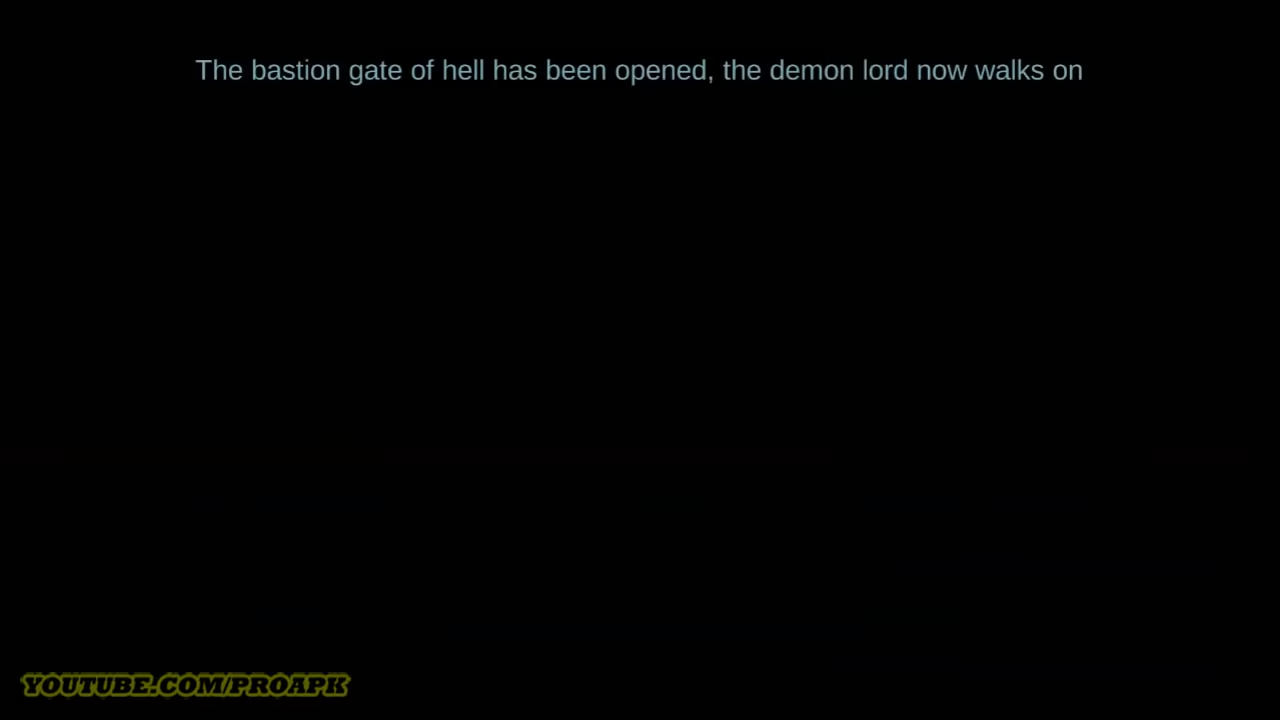 The bastion gate of hell has been opened, the demon lord now walks on
YOUTUBE.COM/PROAPK